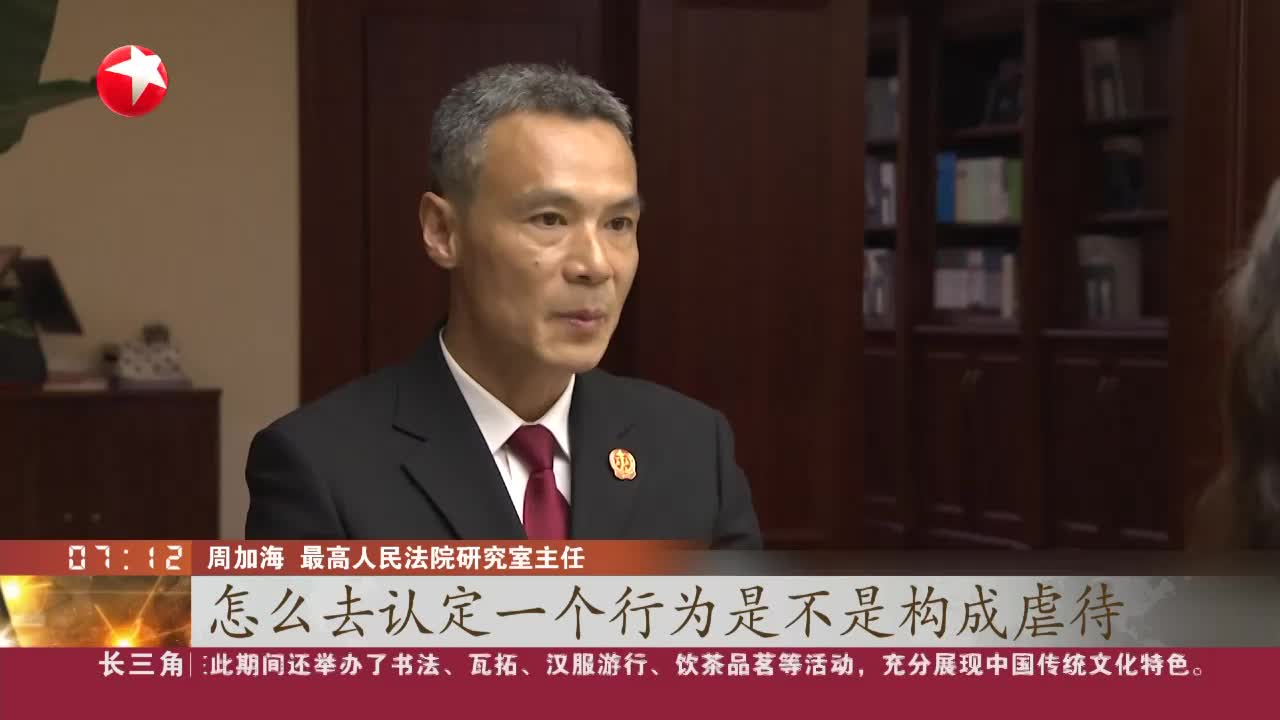 07:12 周加海 最高人民法院研究室主任
怎么去认定一个行为是不是构成虐待
长三角 此期间还举办了书法、瓦拓、汉服游行、饮茶品茗等活动，充分展现中国传统文化特色。